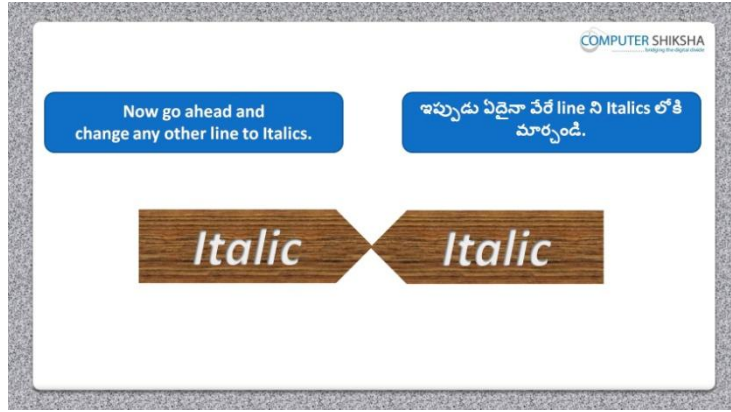 COMPUTER SHIKSHA
bridging the digital divide
Now go ahead and
change any other line to Italics.
ఇప్పుడు ఏదైనా వేరే line ని Italics లోకి
మార్చండి.
Italic
Italic